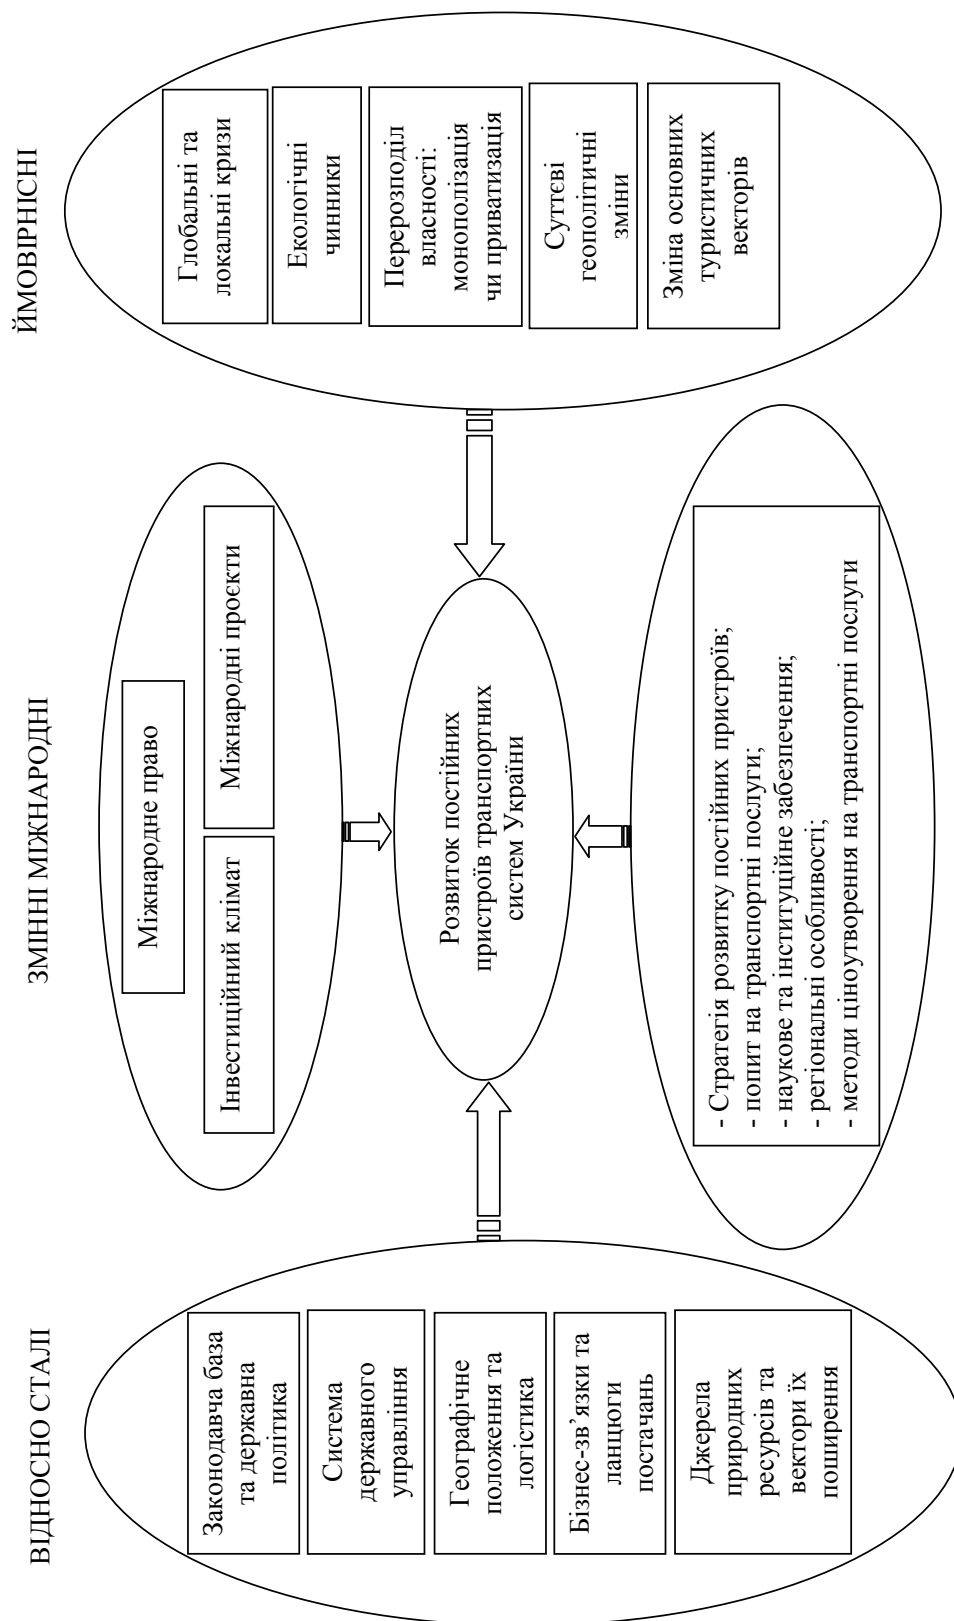 ВІДНОСНО СТАЛІ
Законодавча база
та державна
політика
Система
державного
управління
Географічне
положення та
логістика
Бізнес-зв’язки та
ланцюги
постачань
Джерела
природних
ресурсів та
вектори їх
поширення
ЗМІННІ МІЖНАРОДНІ
Міжнародне право
Інвестиційний клімат
Міжнародні проєкти
Розвиток постійних
пристроїв транспортних
систем України
- Стратегія розвитку постійних пристроїв;
- попит на транспортні послуги;
- наукове та інституційне забезпечення;
- регіональні особливості;
- методи ціноутворення на транспортні послуги
ЙМОВІРНІСНІ
Глобальні та
локальні кризи
Екологічні
чинники
Перерозподіл
власності:
монополізація
чи приватизація
Суттєві
геополітичні
зміни
Зміна основних
туристичних
векторів